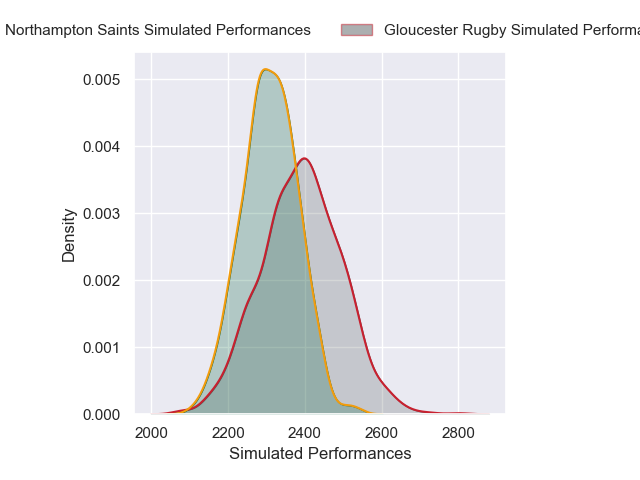 Northampton Saints Simulated Performances Gloucester Rugby Simulated Performa
0.005
0.004
0.003
0.002
0.001
0.000
Density
2000 2200 2400 2600 2800
Simulated Performances